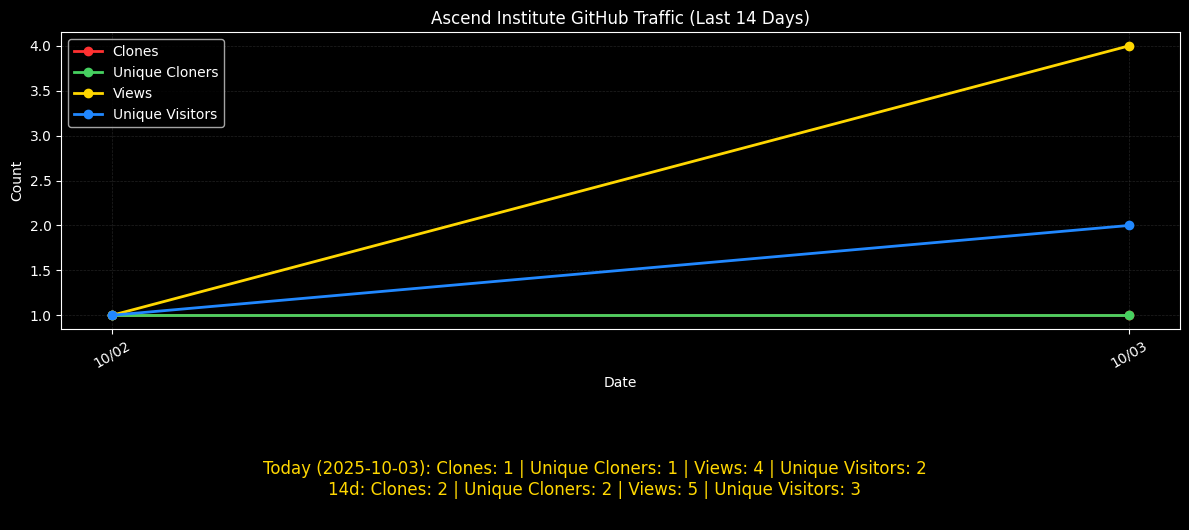 Ascend Institute GitHub Traffic (Last 14 Days)
Clones
Unique Cloners
Views
Unique Visitors
Count
4.0
3.5
3.0
2.5
2.0
1.5
1.0
10/02
10/03
Date
Today (2025-10-03): Clones: 1 | Unique Cloners: 1 | Views: 4 | Unique Visitors: 2
14d: Clones: 2 | Unique Cloners: 2 | Views: 5 | Unique Visitors: 3